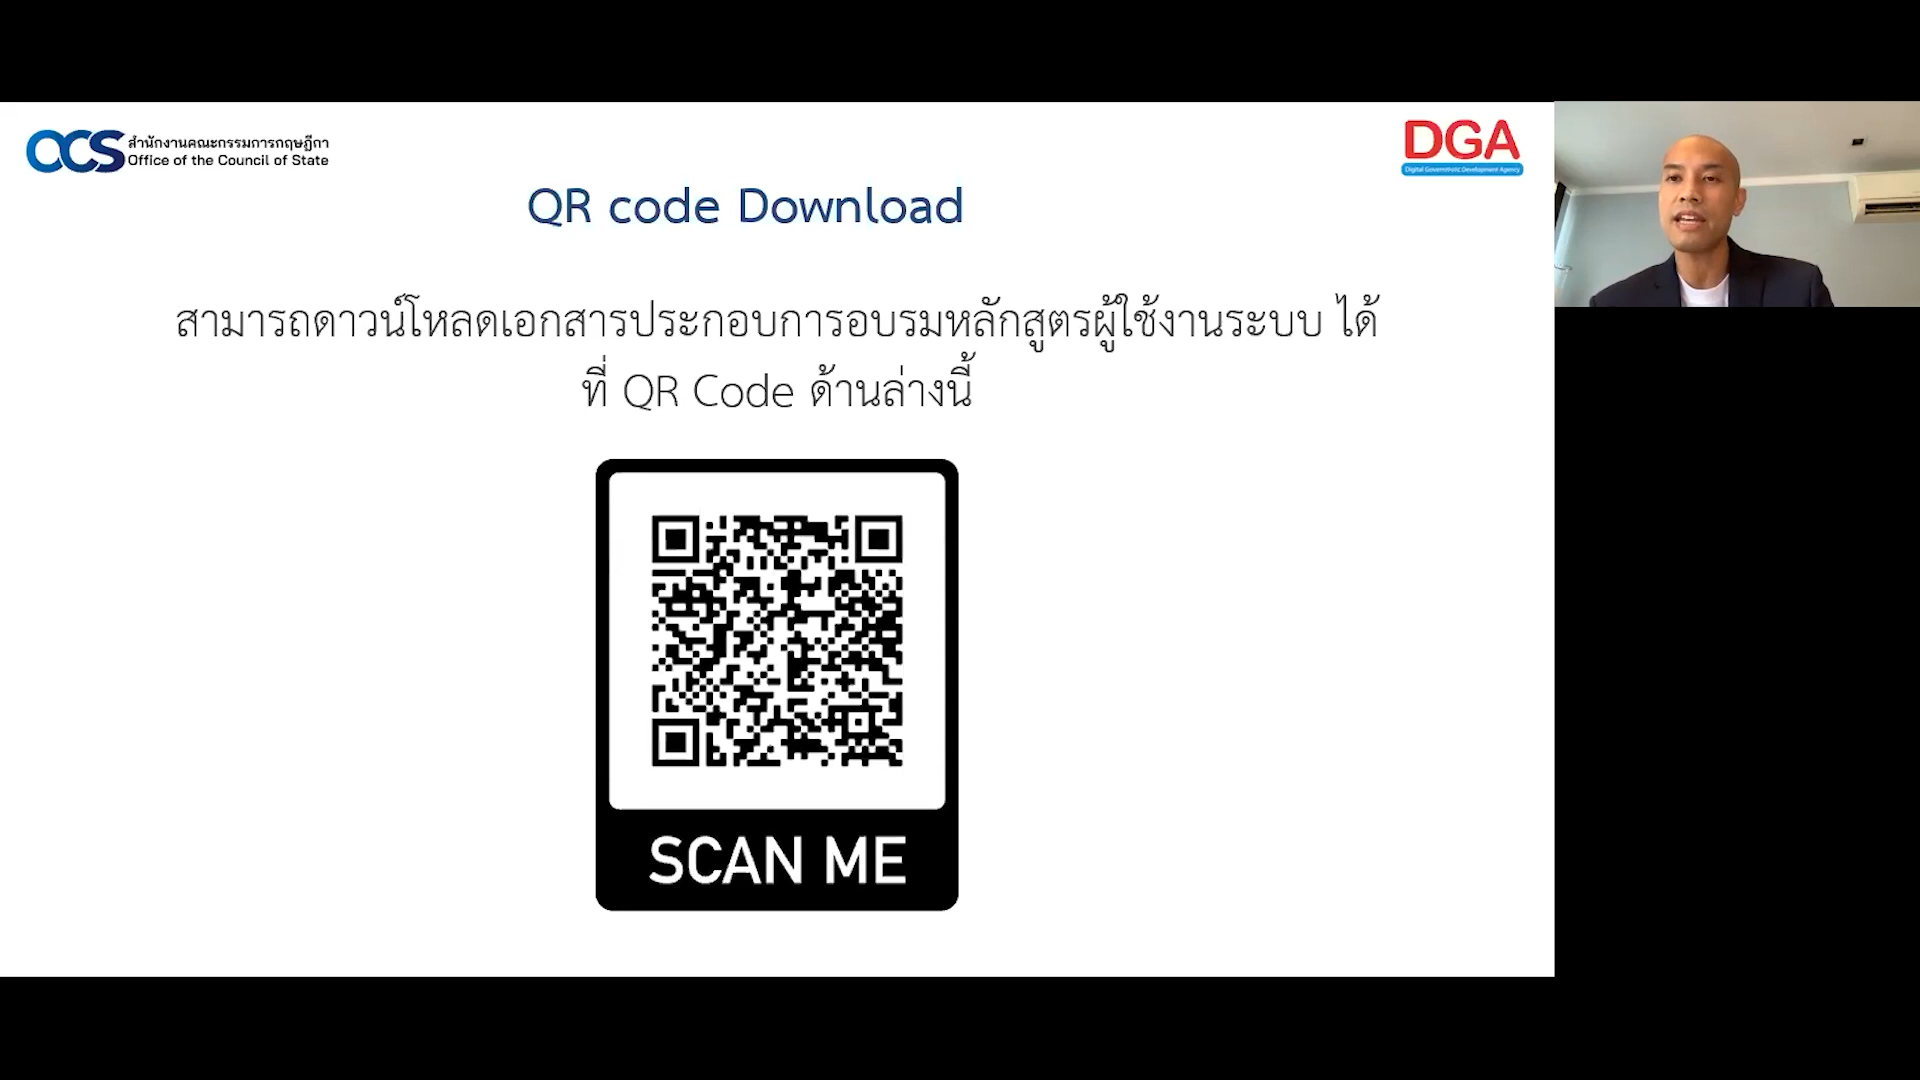 OCS สำนักงานคณะกรรมการกฤษฎีกา
Office of the Council of State
DGA
Digital Government Development Agency
QR code Download
สามารถดาวน์โหลดเอกสารประกอบการอบรมหลักสูตรผู้ใช้งานระบบ ได้
ที่ QR Code ด้านล่างนี้
SCAN ME